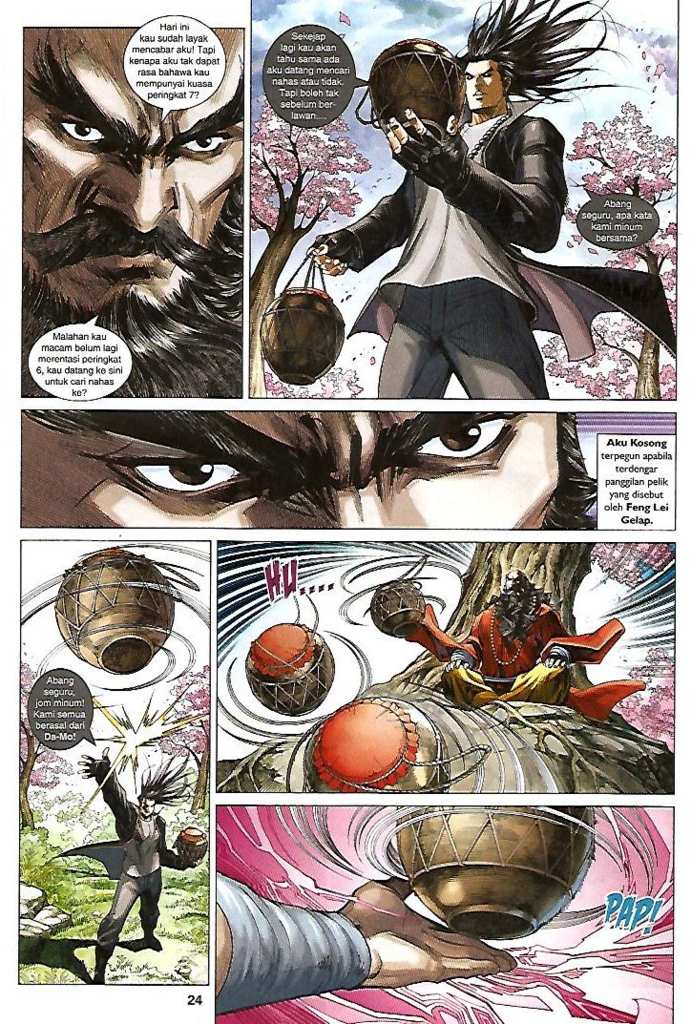 Hari ini
kau sudah layak
mencabar aku! Tapi
kenapa aku tak dapat
rasa bahawa kau
mempunyai kuasa
peringkat 7?
Malahan kau
macam belum lagi
merentasi peringkat
6, kau datang ke sini
untuk cari nahas
ke?
Sekejap
lagi kau akan
tahu sama ada
aku datang mencari
nahas atau tidak.
Tapi boleh tak
sebelum ber-
lawan....
Abang
seguru, apa kata
kami minum
bersama?
Aku Kosong
terpegun apabila
terdengar
panggilan pelik
yang disebut
oleh Feng Lei
Gelap.
Abang
seguru,
jom minum!
Kami semua
berasal dari
Da-Mo!
HU....
PAP!
24